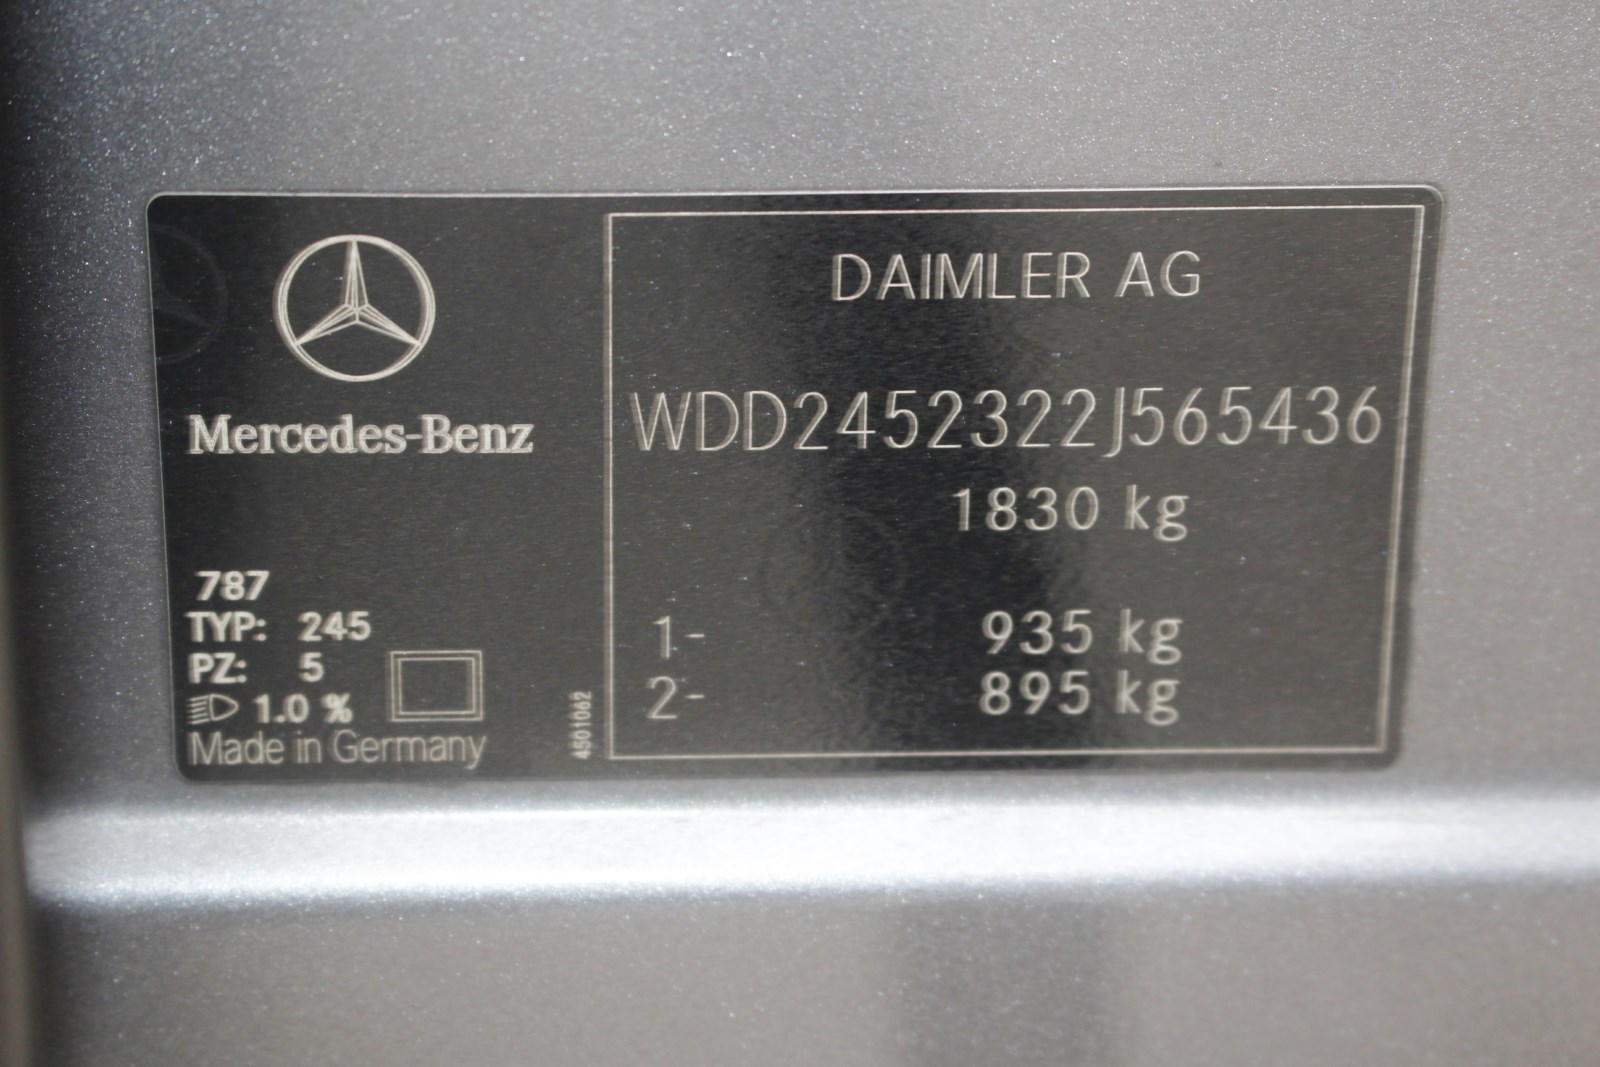 Mercedes-Benz
787
TYP: 245
PZ: 5
1.0 %
Made in Germany
4501062
DAIMLER AG
WDD2452322J565436
1830 kg
1- 935 kg
2- 895 kg